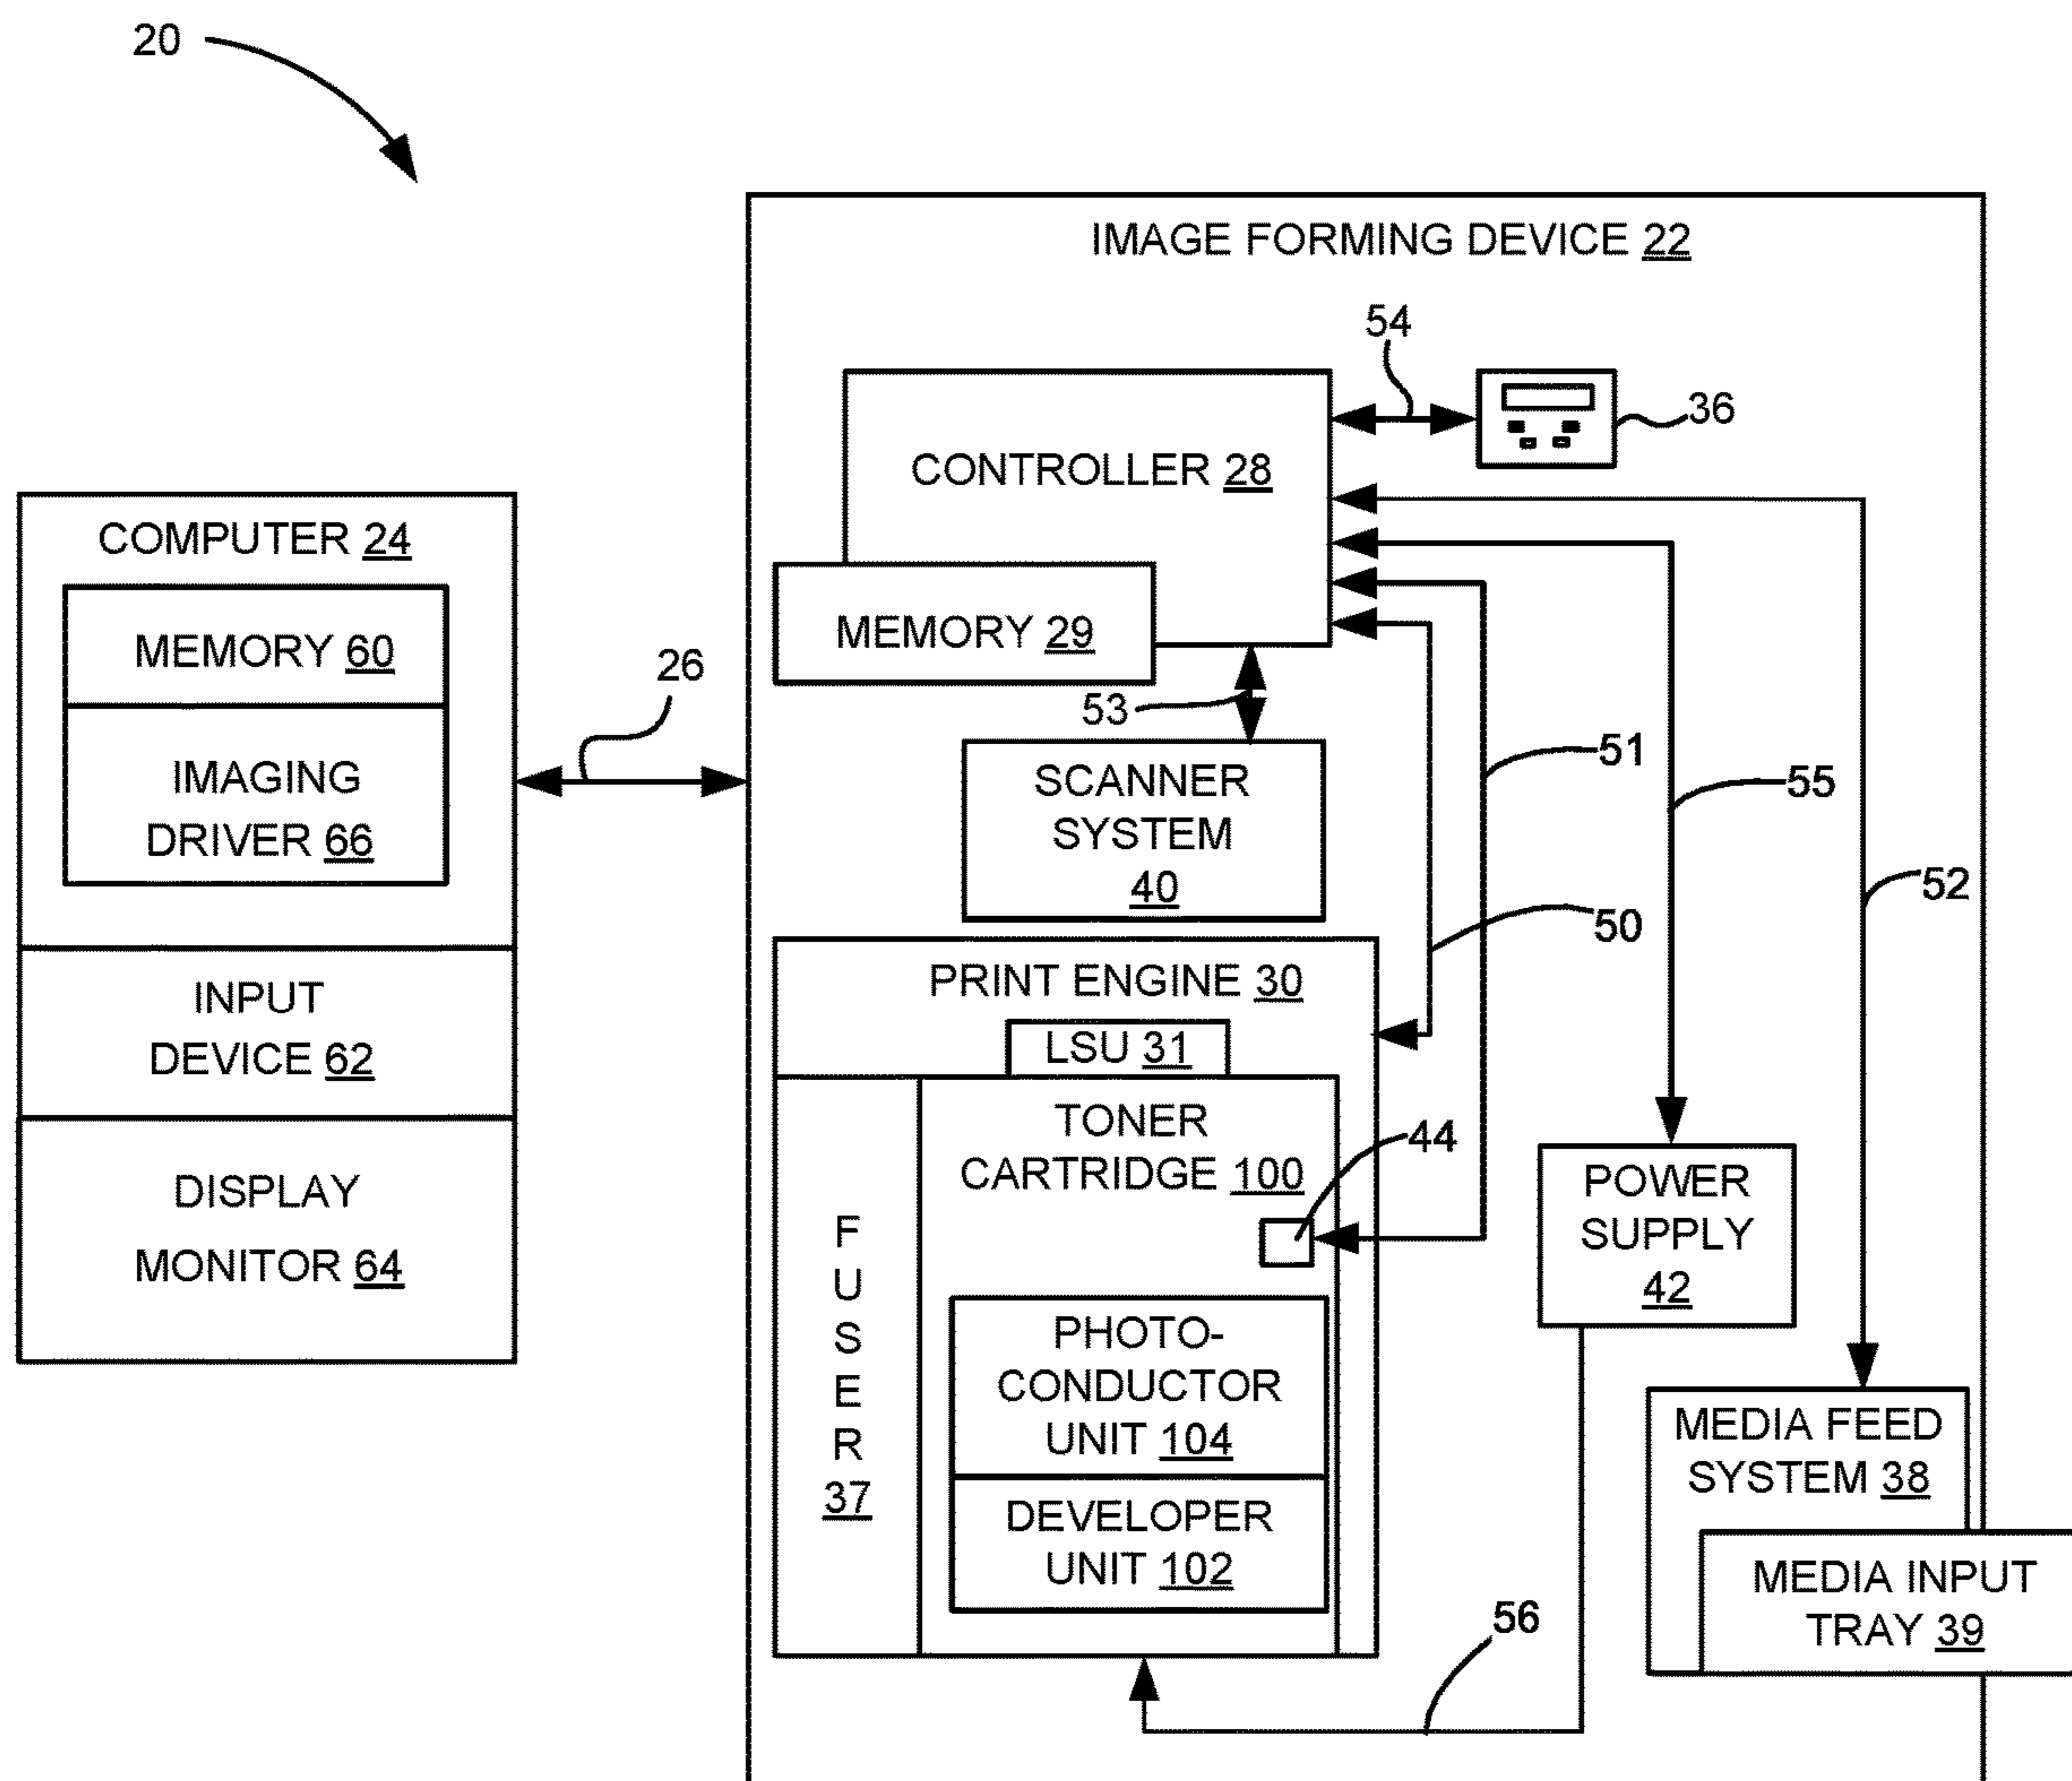 20
IMAGE FORMING DEVICE 22
54
36
CONTROLLER 28
MEMORY 29
COMPUTER 24
MEMORY 60
IMAGING
DRIVER 66
INPUT
DEVICE 62
DISPLAY
MONITOR 64
26
53
SCANNER
SYSTEM
40
51
55
52
50
PRINT ENGINE 30
LSU 31
TONER
CARTRIDGE 100
44
F
U
S
E
R
37
PHOTO-
CONDUCTOR
UNIT 104
DEVELOPER
UNIT 102
POWER
SUPPLY
42
MEDIA FEED
SYSTEM 38
MEDIA INPUT
TRAY 39
56